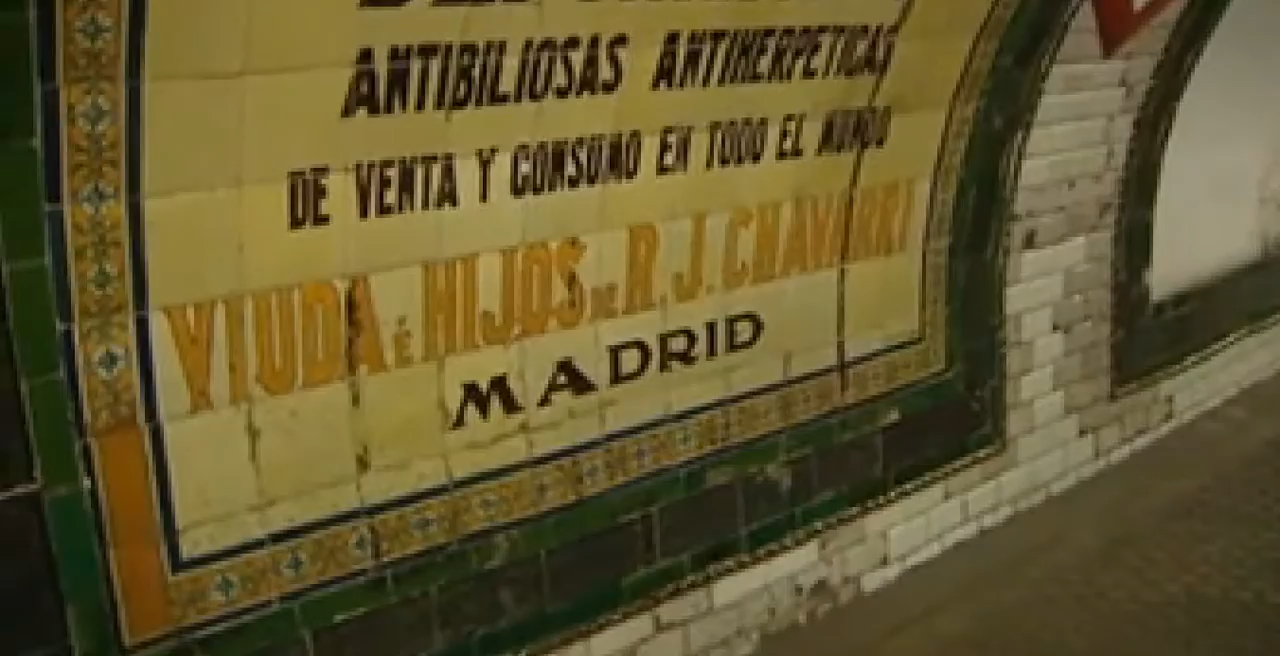 ANTIBILIOSAS ANTIHERPETICAS
DE VENTA Y CONSUMO EN TODO EL MUNDO
VIUDA É HIJOS DE R. J. CHAVARRI
MADRID